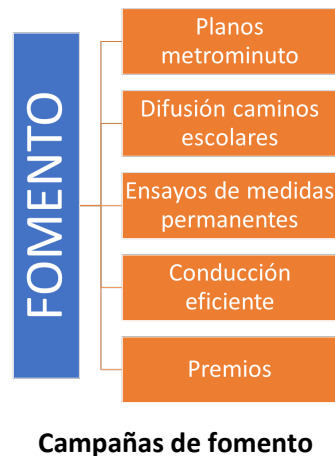 FOMENTO
Planos
metrominuto
Difusión caminos
escolares
Ensayos de medidas
permanentes
Conducción
eficiente
Premios
Campañas de fomento